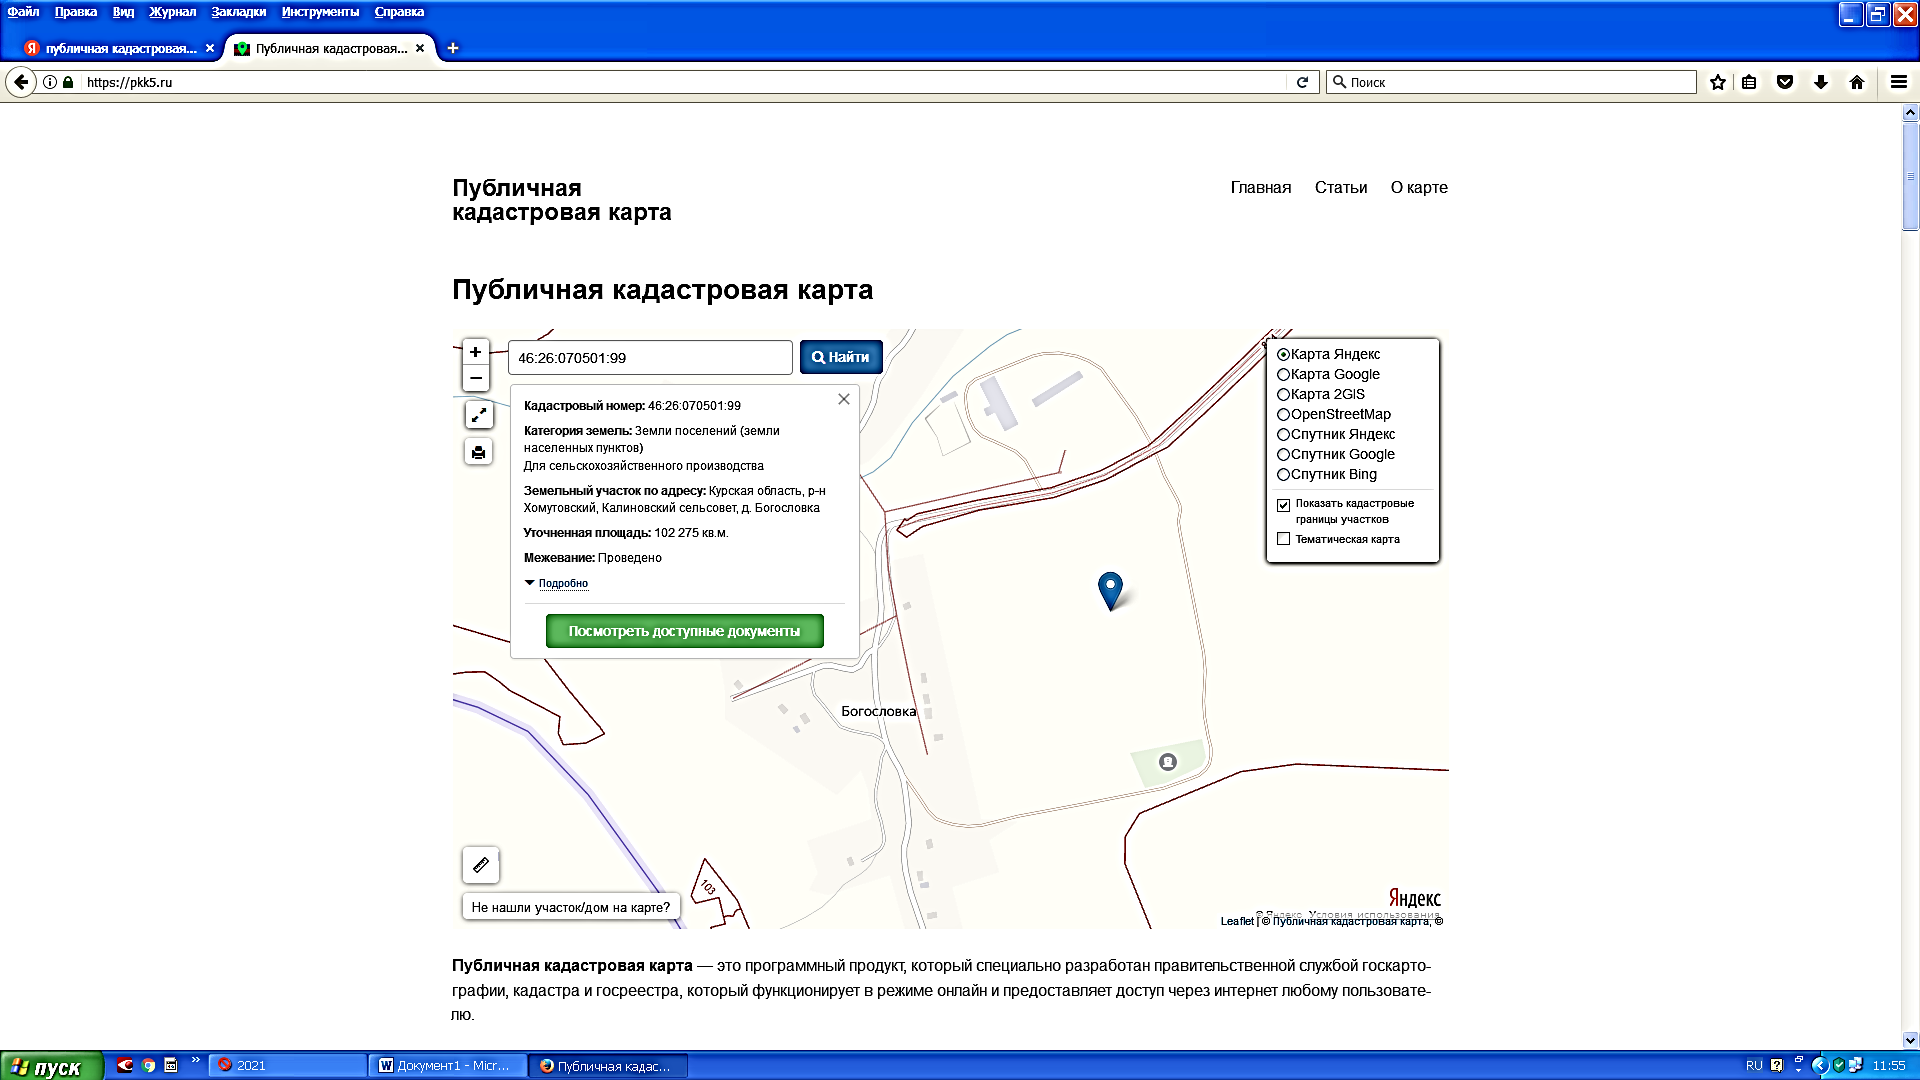 Файл Правка Вид Журнал Закладки Инструменты Справка
публичная кадастровая...
Публичная кадастровая...
https://pkk5.ru
Поиск
Публичная
кадастровая карта
Главная Статьи О карте
Публичная кадастровая карта
46:26:070501:99
Найти
Кадастровый номер: 46:26:070501:99
Категория земель: Земли поселений (земли
населенных пунктов)
Для сельскохозяйственного производства
Земельный участок по адресу: Курская область, р-н
Хомутовский, Калиновский сельсовет, д. Богословка
Уточненная площадь: 102 275 кв.м.
Межевание: Проведено
Подробно
Посмотреть доступные документы
Карта Яндекс
Карта Google
Карта 2GIS
OpenStreetMap
Спутник Яндекс
Спутник Google
Спутник Bing
Показать кадастровые
границы участков
Тематическая карта
Богословка
103
Не нашли участок/дом на карте?
Яндекс
© Яндекс Условия использования
Leaflet | © Публичная кадастровая карта, ©
Публичная кадастровая карта — это программный продукт, который специально разработан правительственной службой госкарто-
графии, кадастра и госреестра, который функционирует в режиме онлайн и предоставляет доступ через интернет любому пользовате-
лю.
пуск
2021
Документ1 - Micr...
Публичная кадас...
RU
11:55